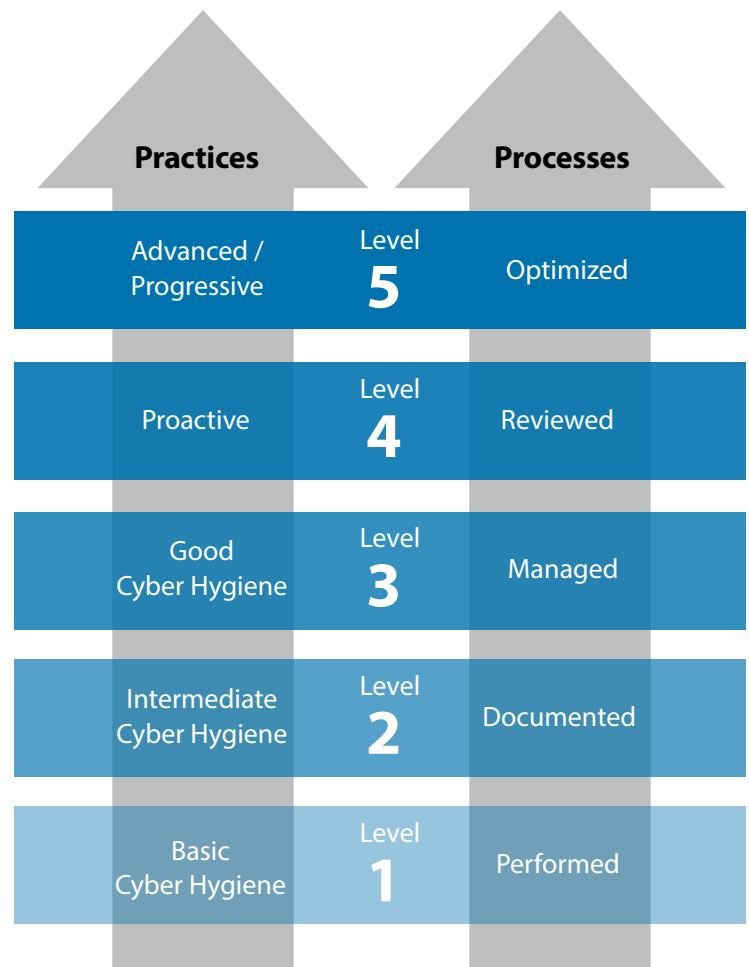 Practices
Processes
Advanced /
Progressive
Level
5
Optimized
Proactive
Level
4
Reviewed
Good
Cyber Hygiene
Level
3
Managed
Intermediate
Cyber Hygiene
Level
2
Documented
Basic
Cyber Hygiene
Level
1
Performed